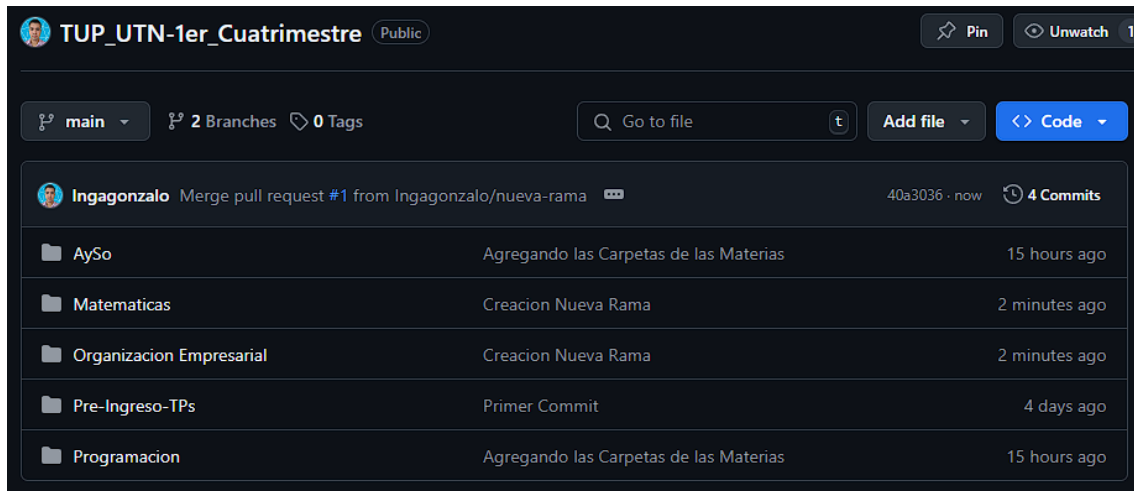 TUP_UTN-1er_Cuatrimestre Public Pin Unwatch 1
main 2 Branches 0 Tags Go to file t Add file <> Code
Ingagonzalo Merge pull request #1 from Ingagonzalo/nueva-rama 40a3036 · now 4 Commits
AySo Agregando las Carpetas de las Materias 15 hours ago
Matematicas Creacion Nueva Rama 2 minutes ago
Organizacion Empresarial Creacion Nueva Rama 2 minutes ago
Pre-Ingreso-TPs Primer Commit 4 days ago
Programacion Agregando las Carpetas de las Materias 15 hours ago